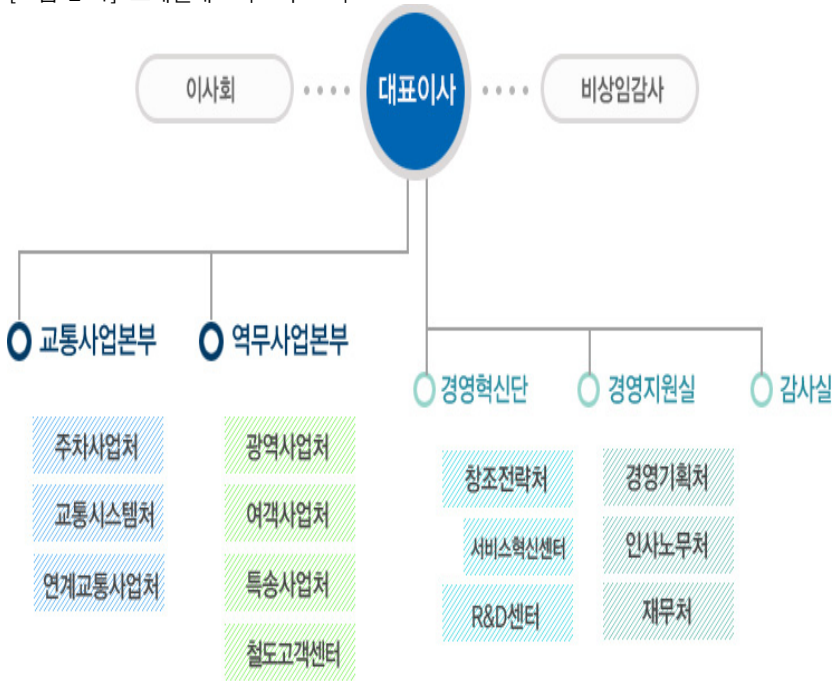 이사회
대표이사
비상임감사
교통사업본부
역무사업본부
경영혁신단
경영지원실
감사실
주차사업처
교통시스템처
연계교통사업처
광역사업처
여객사업처
특송사업처
철도고객센터
창조전략처
서비스혁신센터
R&D센터
경영기획처
인사노무처
재무처